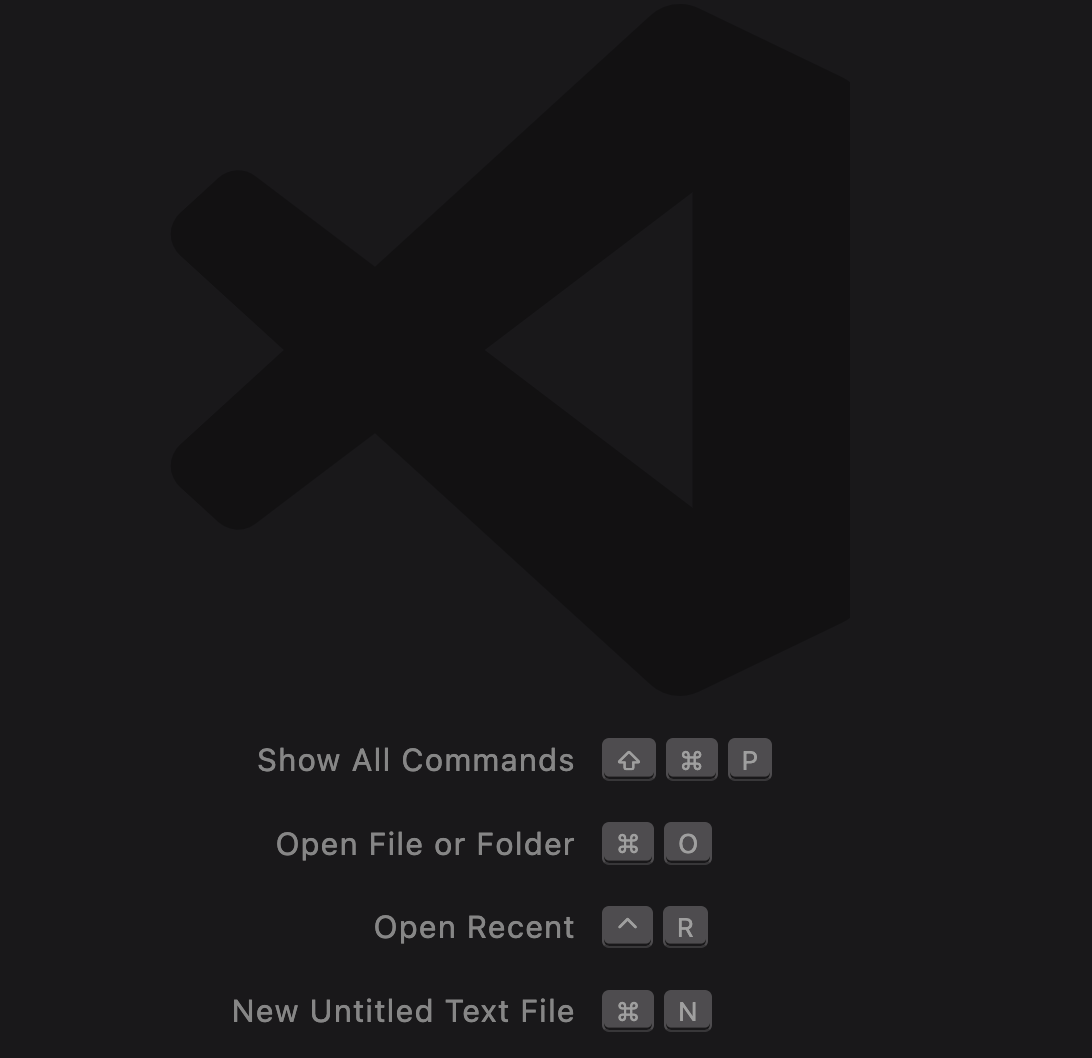 Show All Commands ⇧ ⌘ P
Open File or Folder ⌘ O
Open Recent ^ R
New Untitled Text File ⌘ N